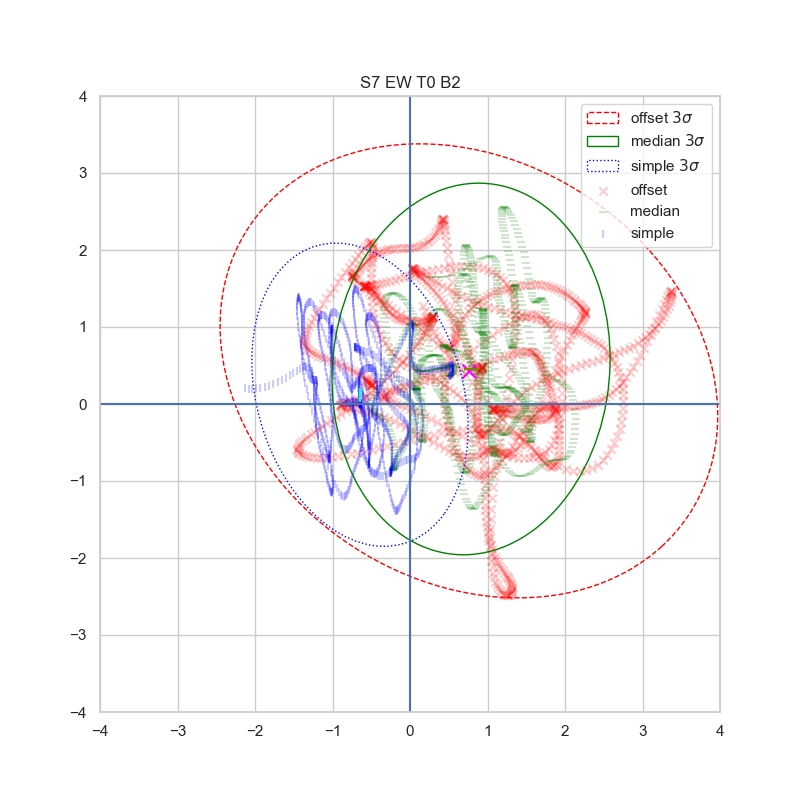 S7 EW T0 B2
offset 3σ
median 3σ
simple 3σ
offset
median
simple
4
3
2
1
0
−1
−2
−3
−4
−4 −3 −2 −1 0 1 2 3 4